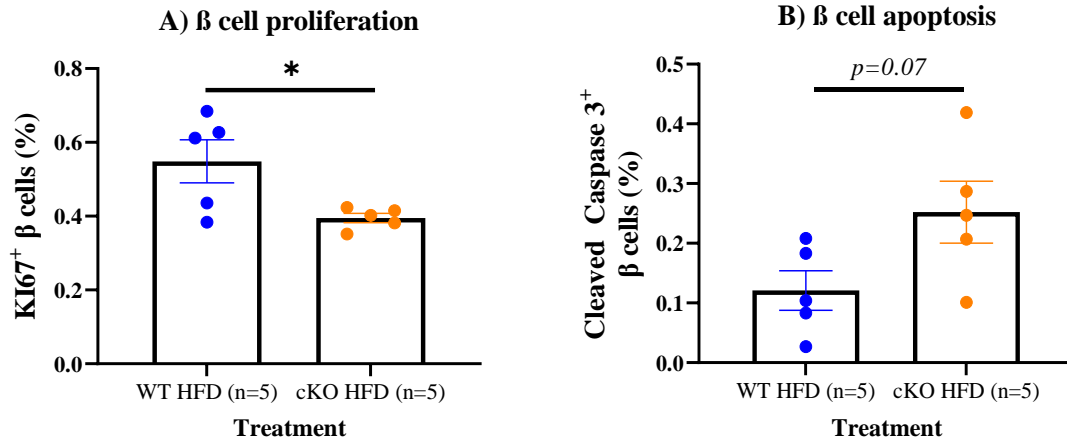 A) ß cell proliferation
*
KI67⁺ β cells (%)
0.8
0.6
0.4
0.2
0.0
WT HFD (n=5) cKO HFD (n=5)
Treatment
B) ß cell apoptosis
p=0.07
Cleaved Caspase 3⁺
β cells (%)
0.5
0.4
0.3
0.2
0.1
0.0
WT HFD (n=5) cKO HFD (n=5)
Treatment